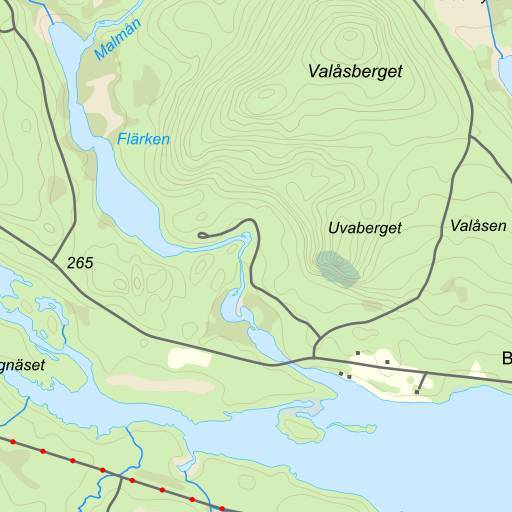 Malmån
Valåsberget
Flärken
Uvaberget
Valåsen
265
gnäset
B